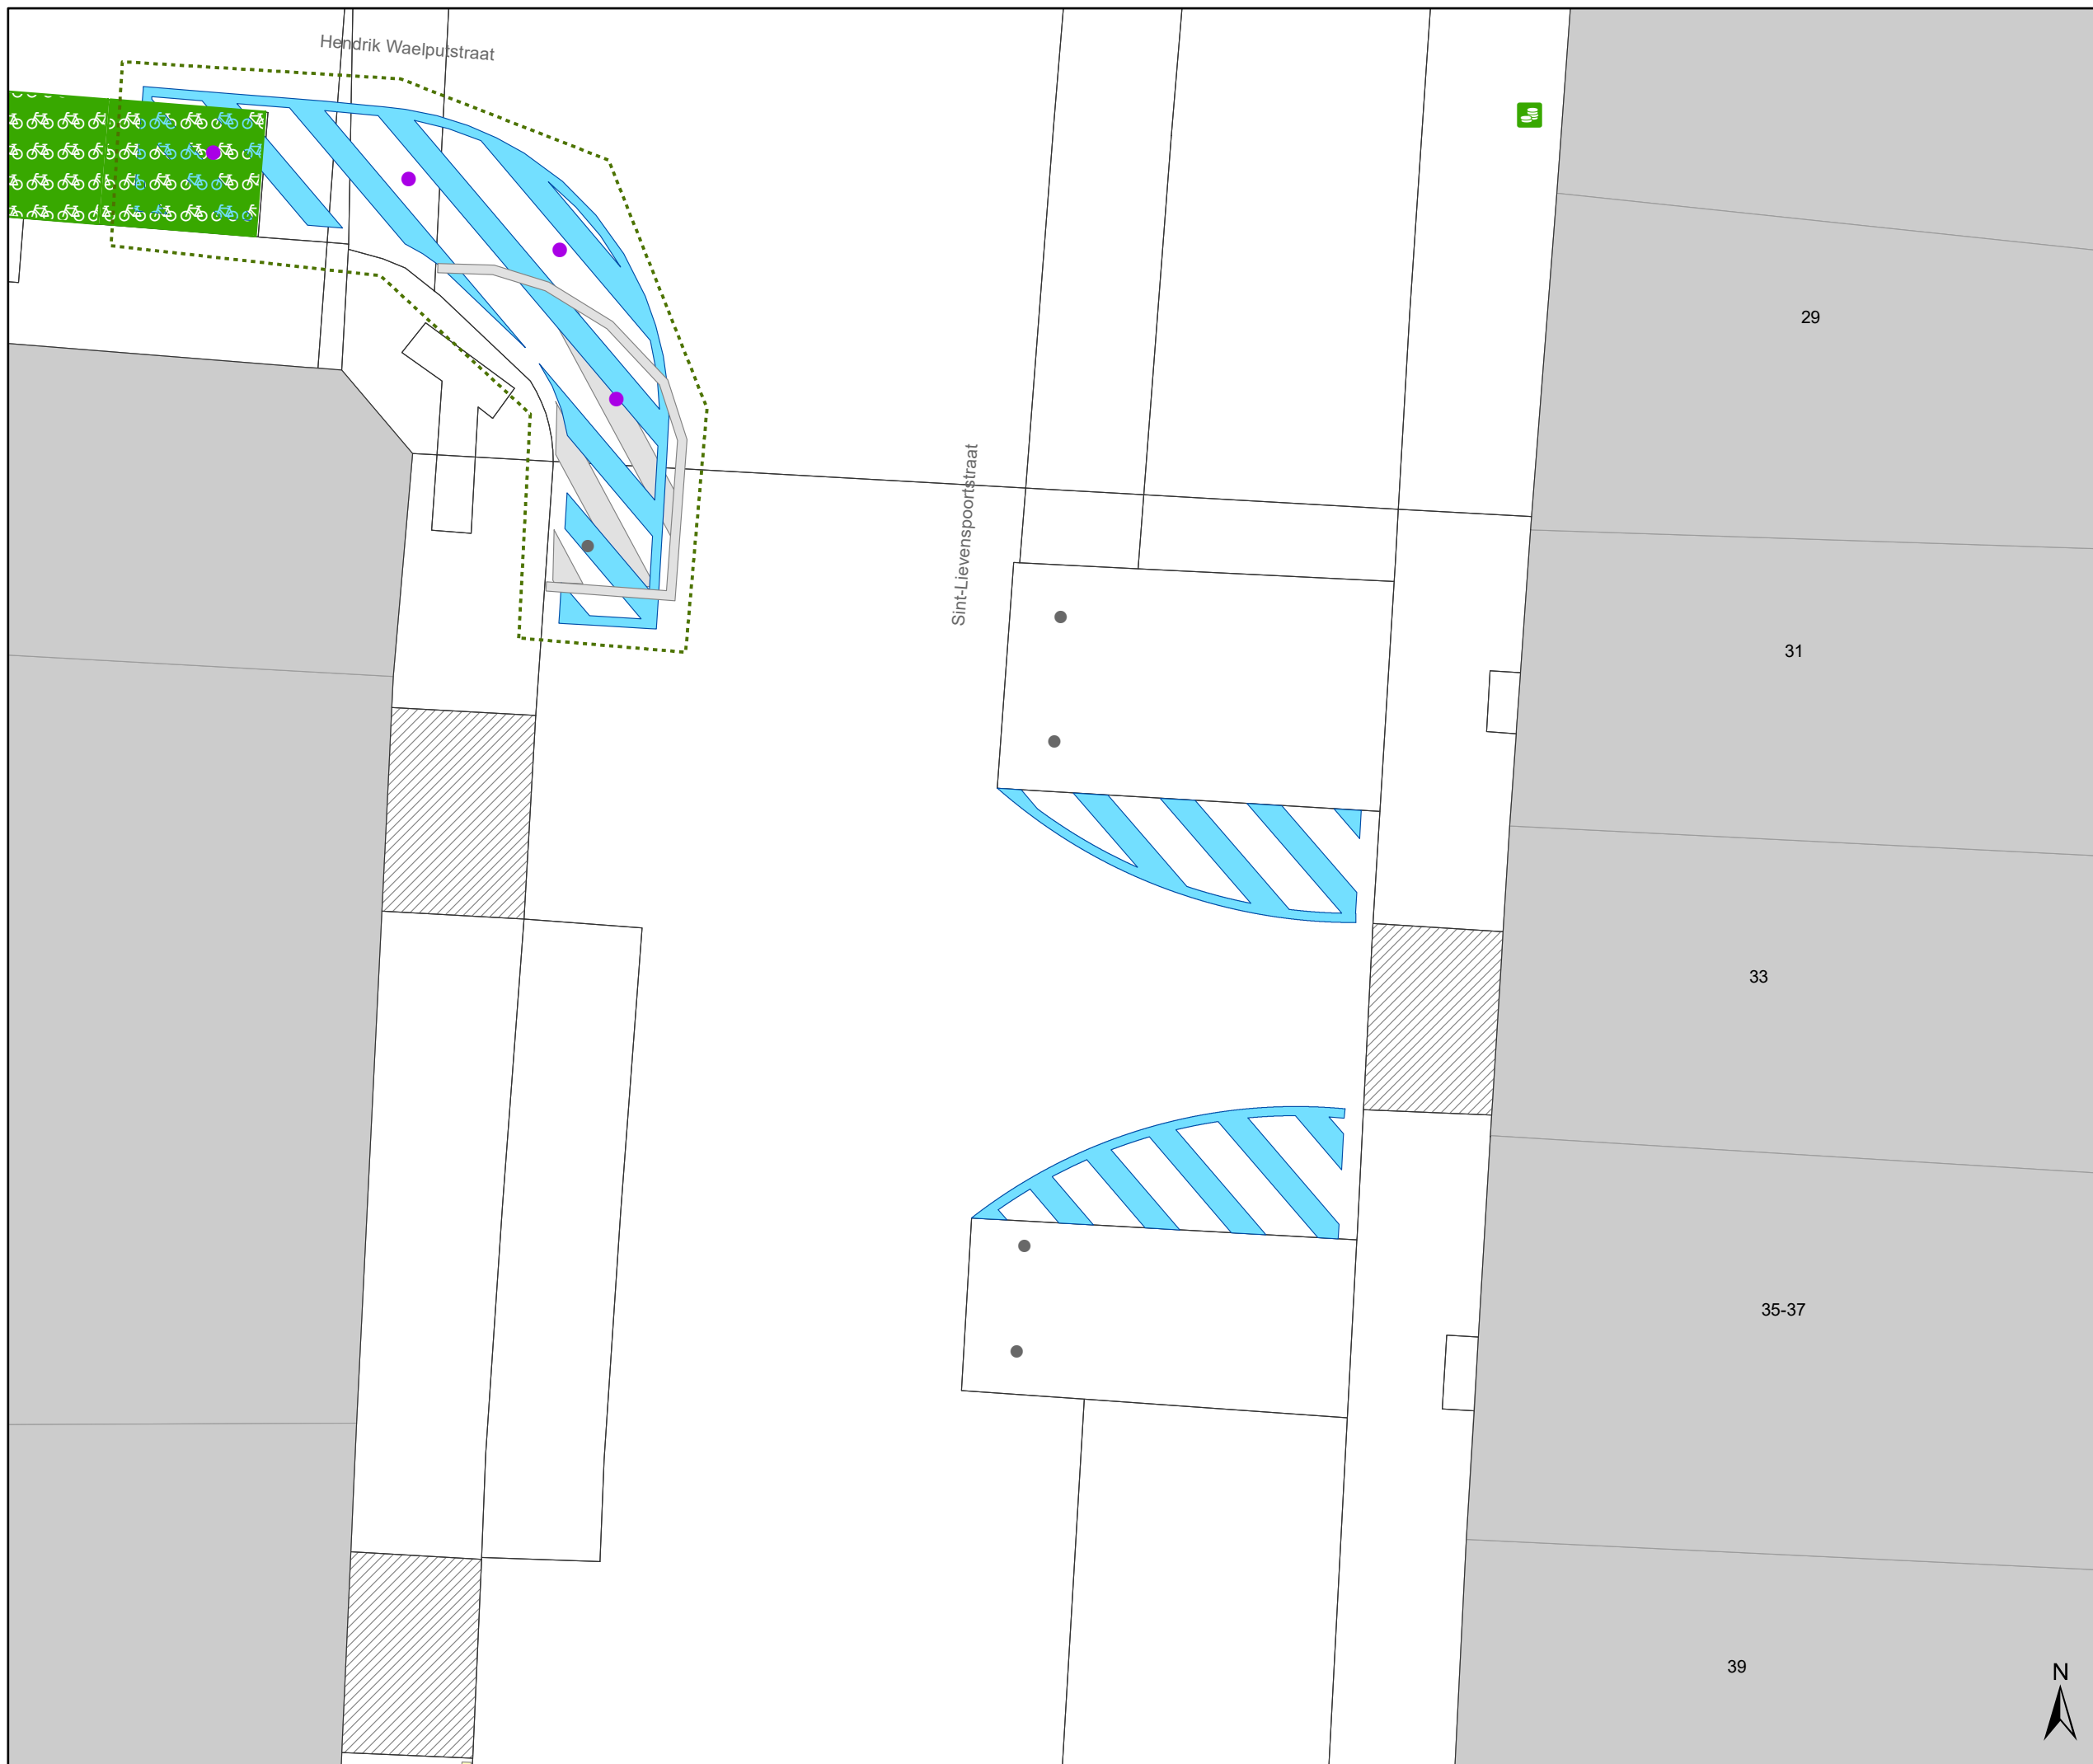 Hendrik Waelputstraat
29
Sint-Lievenspoortstraat
31
33
35-37
39
N